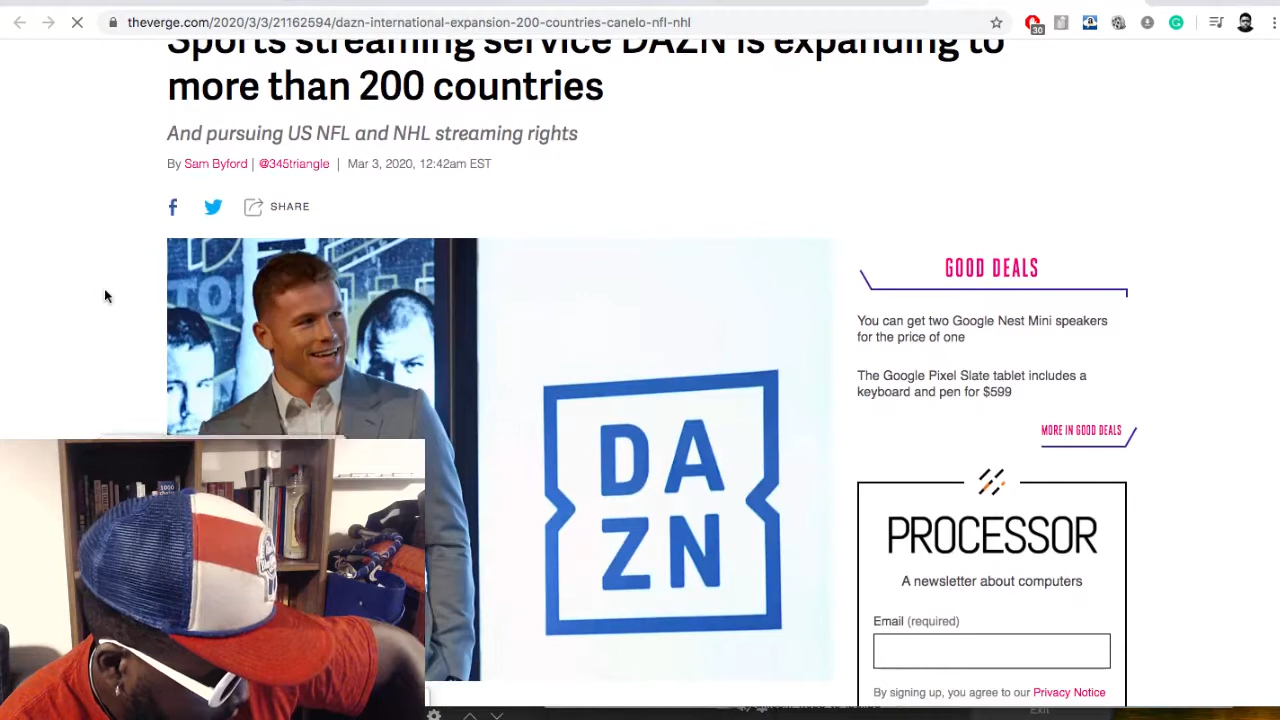 theverge.com/2020/3/3/21162594/dazn-international-expansion-200-countries-canelo-nfl-nhl
30
Sports streaming service DAZN is expanding to
more than 200 countries
And pursuing US NFL and NHL streaming rights
By Sam Byford | @345triangle | Mar 3, 2020, 12:42am EST
SHARE
DA
ZN
GOOD DEALS
You can get two Google Nest Mini speakers
for the price of one
The Google Pixel Slate tablet includes a
keyboard and pen for $599
MORE IN GOOD DEALS
PROCESSOR
A newsletter about computers
Email (required)
By signing up, you agree to our Privacy Notice
Exit